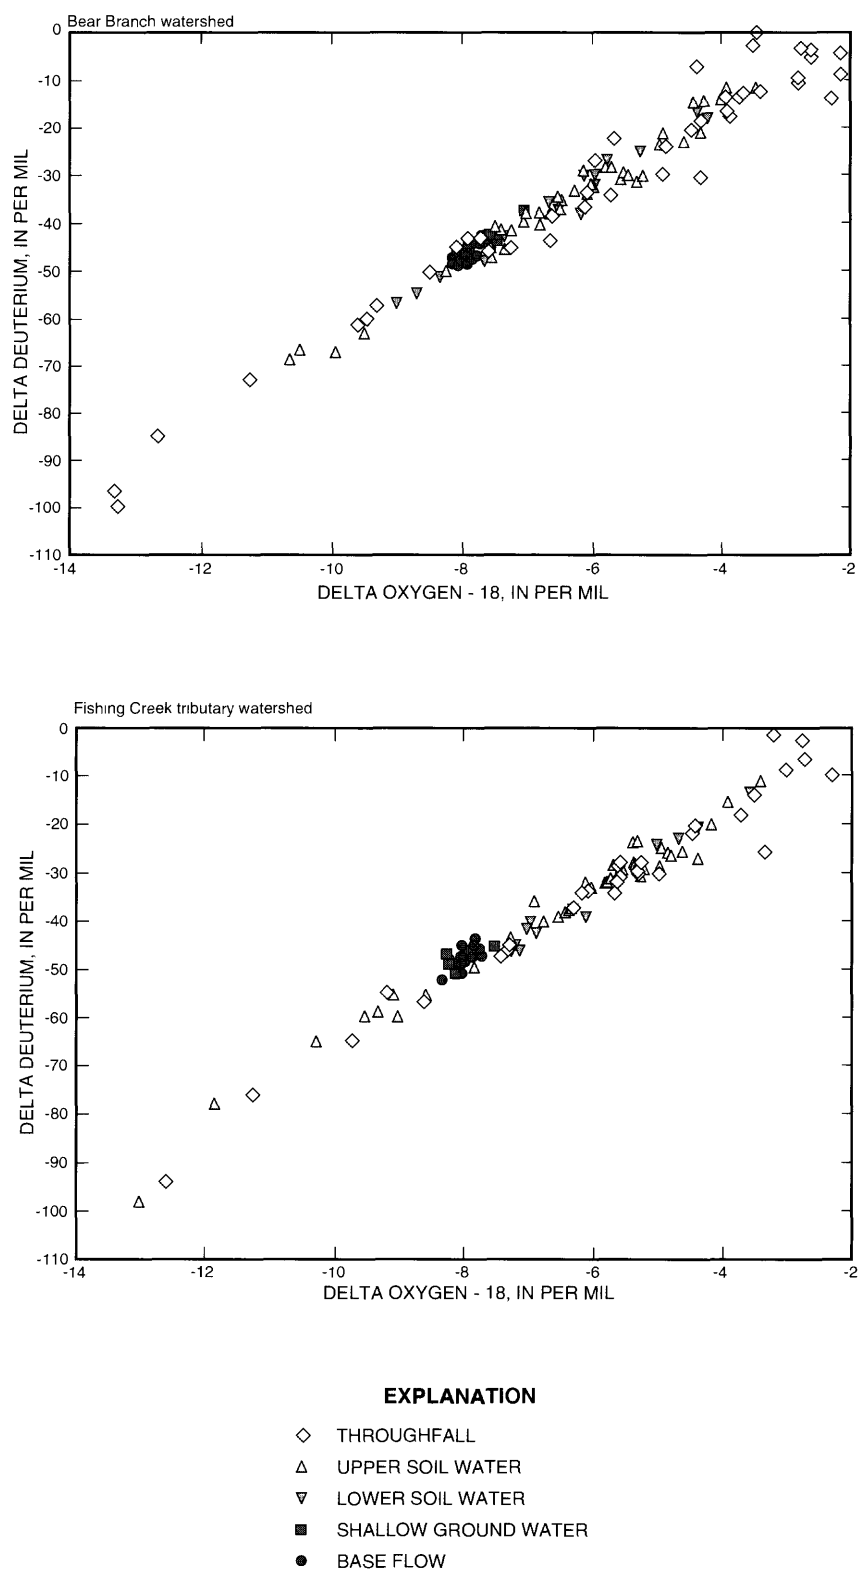 Bear Branch watershed
0
-10
-20
-30
-40
-50
-60
-70
-80
-90
-100
-110
DELTA DEUTERIUM, IN PER MIL
-14 -12 -10 -8 -6 -4 -2
DELTA OXYGEN - 18, IN PER MIL
Fishing Creek tributary watershed
0
-10
-20
-30
-40
-50
-60
-70
-80
-90
-100
-110
DELTA DEUTERIUM, IN PER MIL
-14 -12 -10 -8 -6 -4 -2
DELTA OXYGEN - 18, IN PER MIL
EXPLANATION
THROUGHFALL
UPPER SOIL WATER
LOWER SOIL WATER
SHALLOW GROUND WATER
BASE FLOW